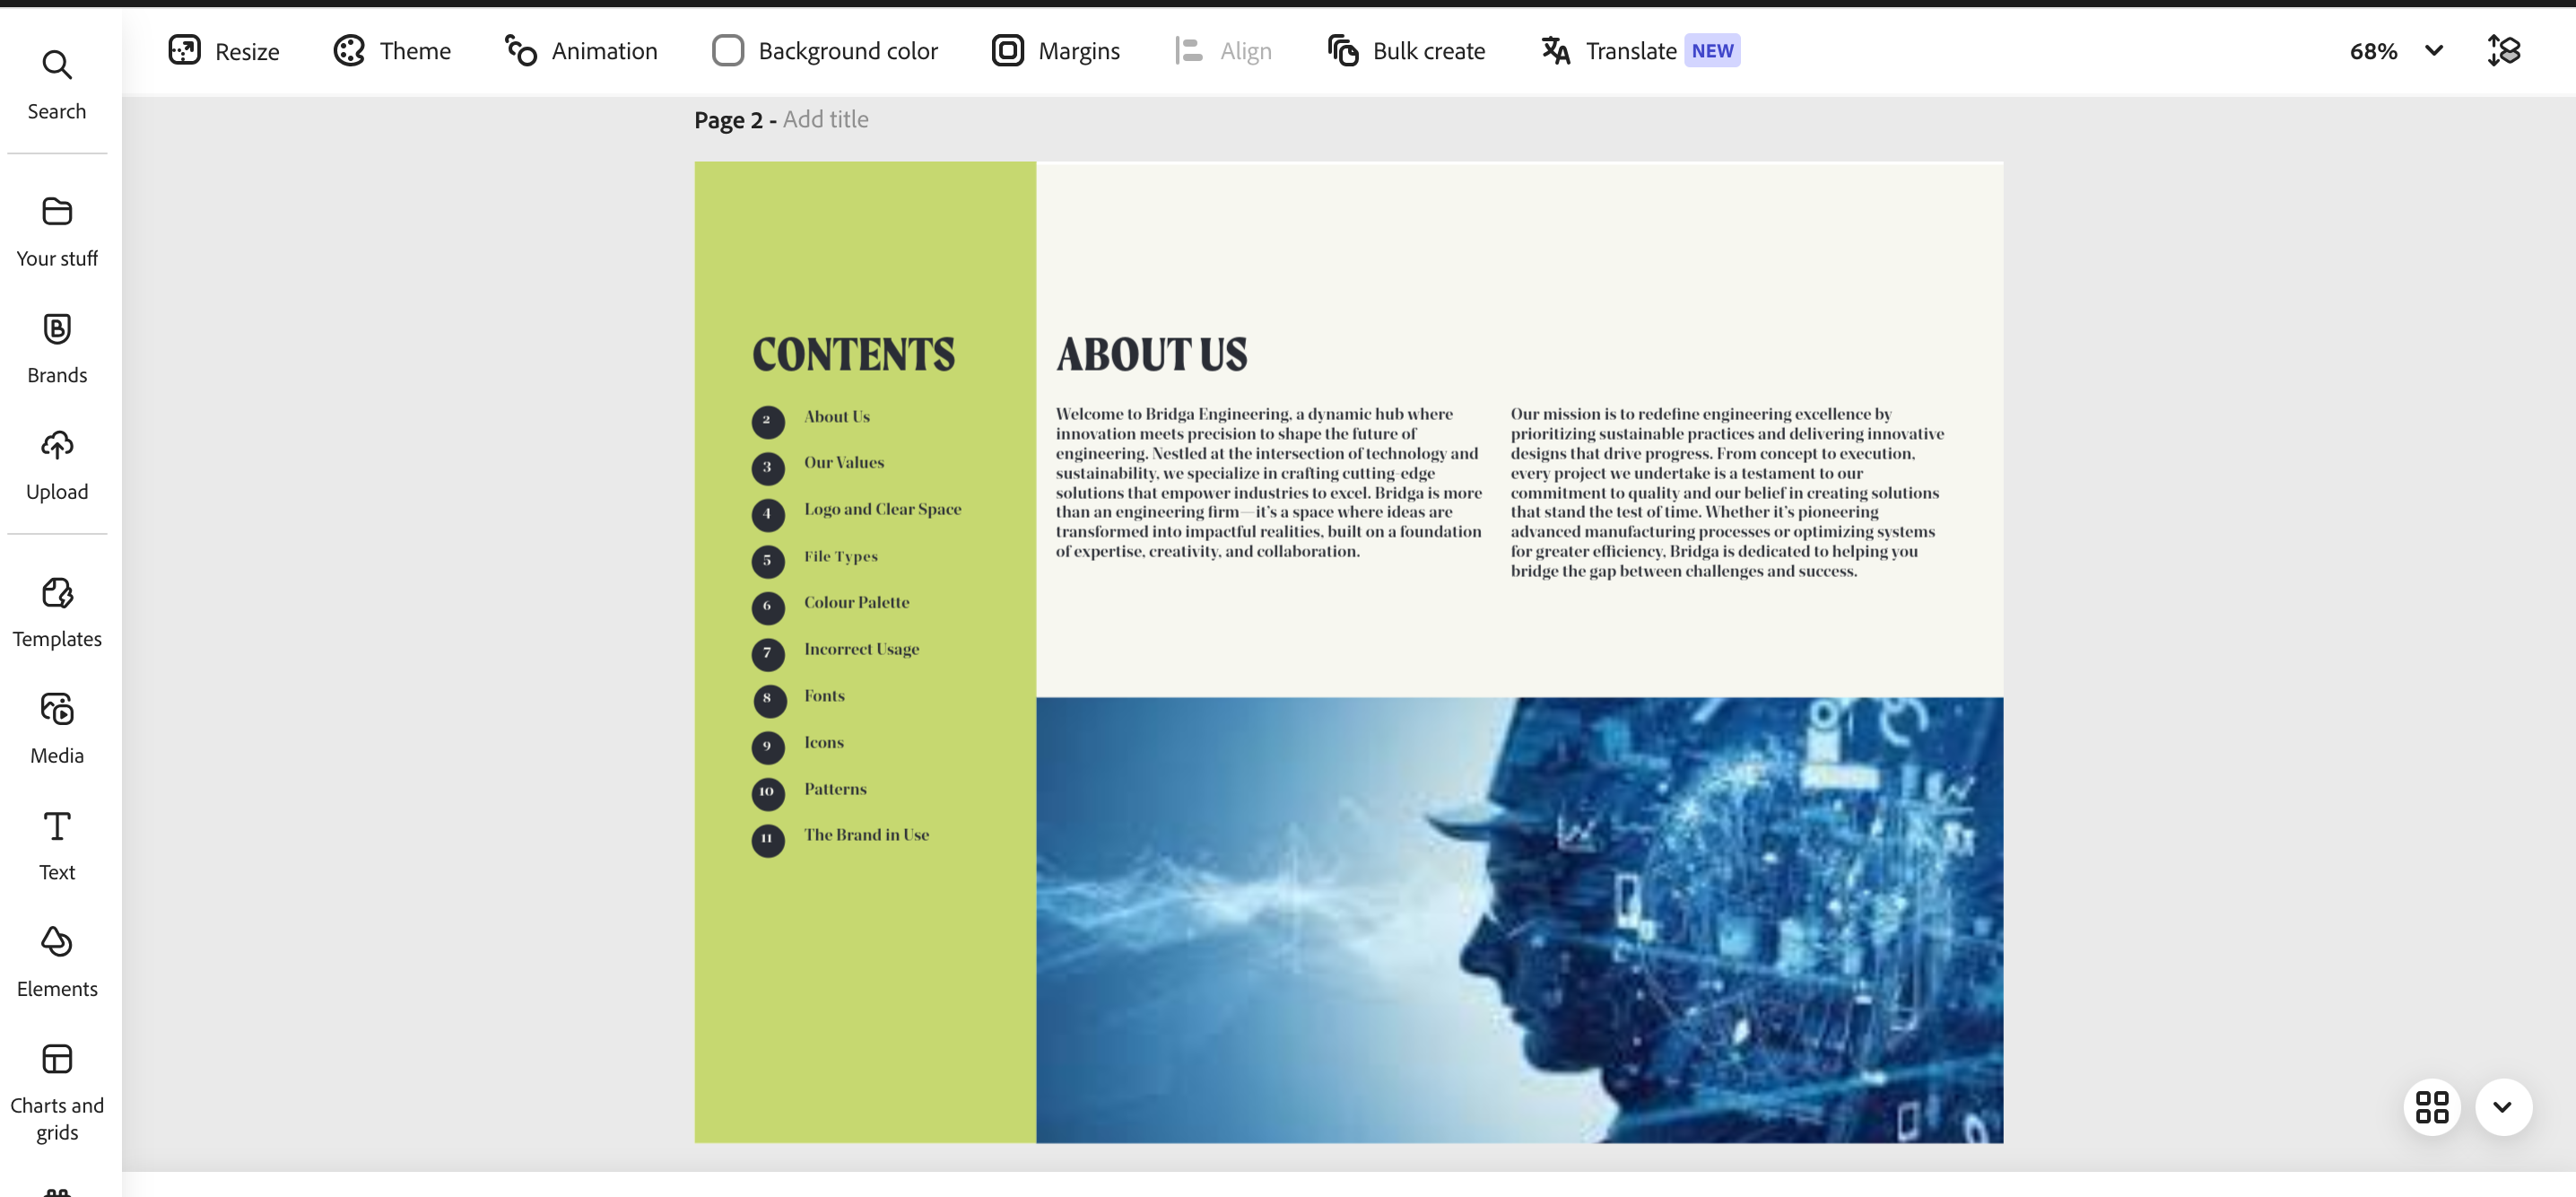 Resize
Theme
Animation
Background color
Margins
Align
Bulk create
Translate NEW
68%
Search
Your stuff
Brands
Upload
Templates
Media
Text
Elements
Charts and
grids
Page 2 - Add title
CONTENTS
2 About Us
3 Our Values
4 Logo and Clear Space
5 File Types
6 Colour Palette
7 Incorrect Usage
8 Fonts
9 Icons
10 Patterns
11 The Brand in Use
ABOUT US
Welcome to Bridga Engineering, a dynamic hub where
innovation meets precision to shape the future of
engineering. Nestled at the intersection of technology and
sustainability, we specialize in crafting cutting-edge
solutions that empower industries to excel. Bridga is more
than an engineering firm—it’s a space where ideas are
transformed into impactful realities, built on a foundation
of expertise, creativity, and collaboration.
Our mission is to redefine engineering excellence by
prioritizing sustainable practices and delivering innovative
designs that drive progress. From concept to execution,
every project we undertake is a testament to our
commitment to quality and our belief in creating solutions
that stand the test of time. Whether it’s pioneering
advanced manufacturing processes or optimizing systems
for greater efficiency, Bridga is dedicated to helping you
bridge the gap between challenges and success.